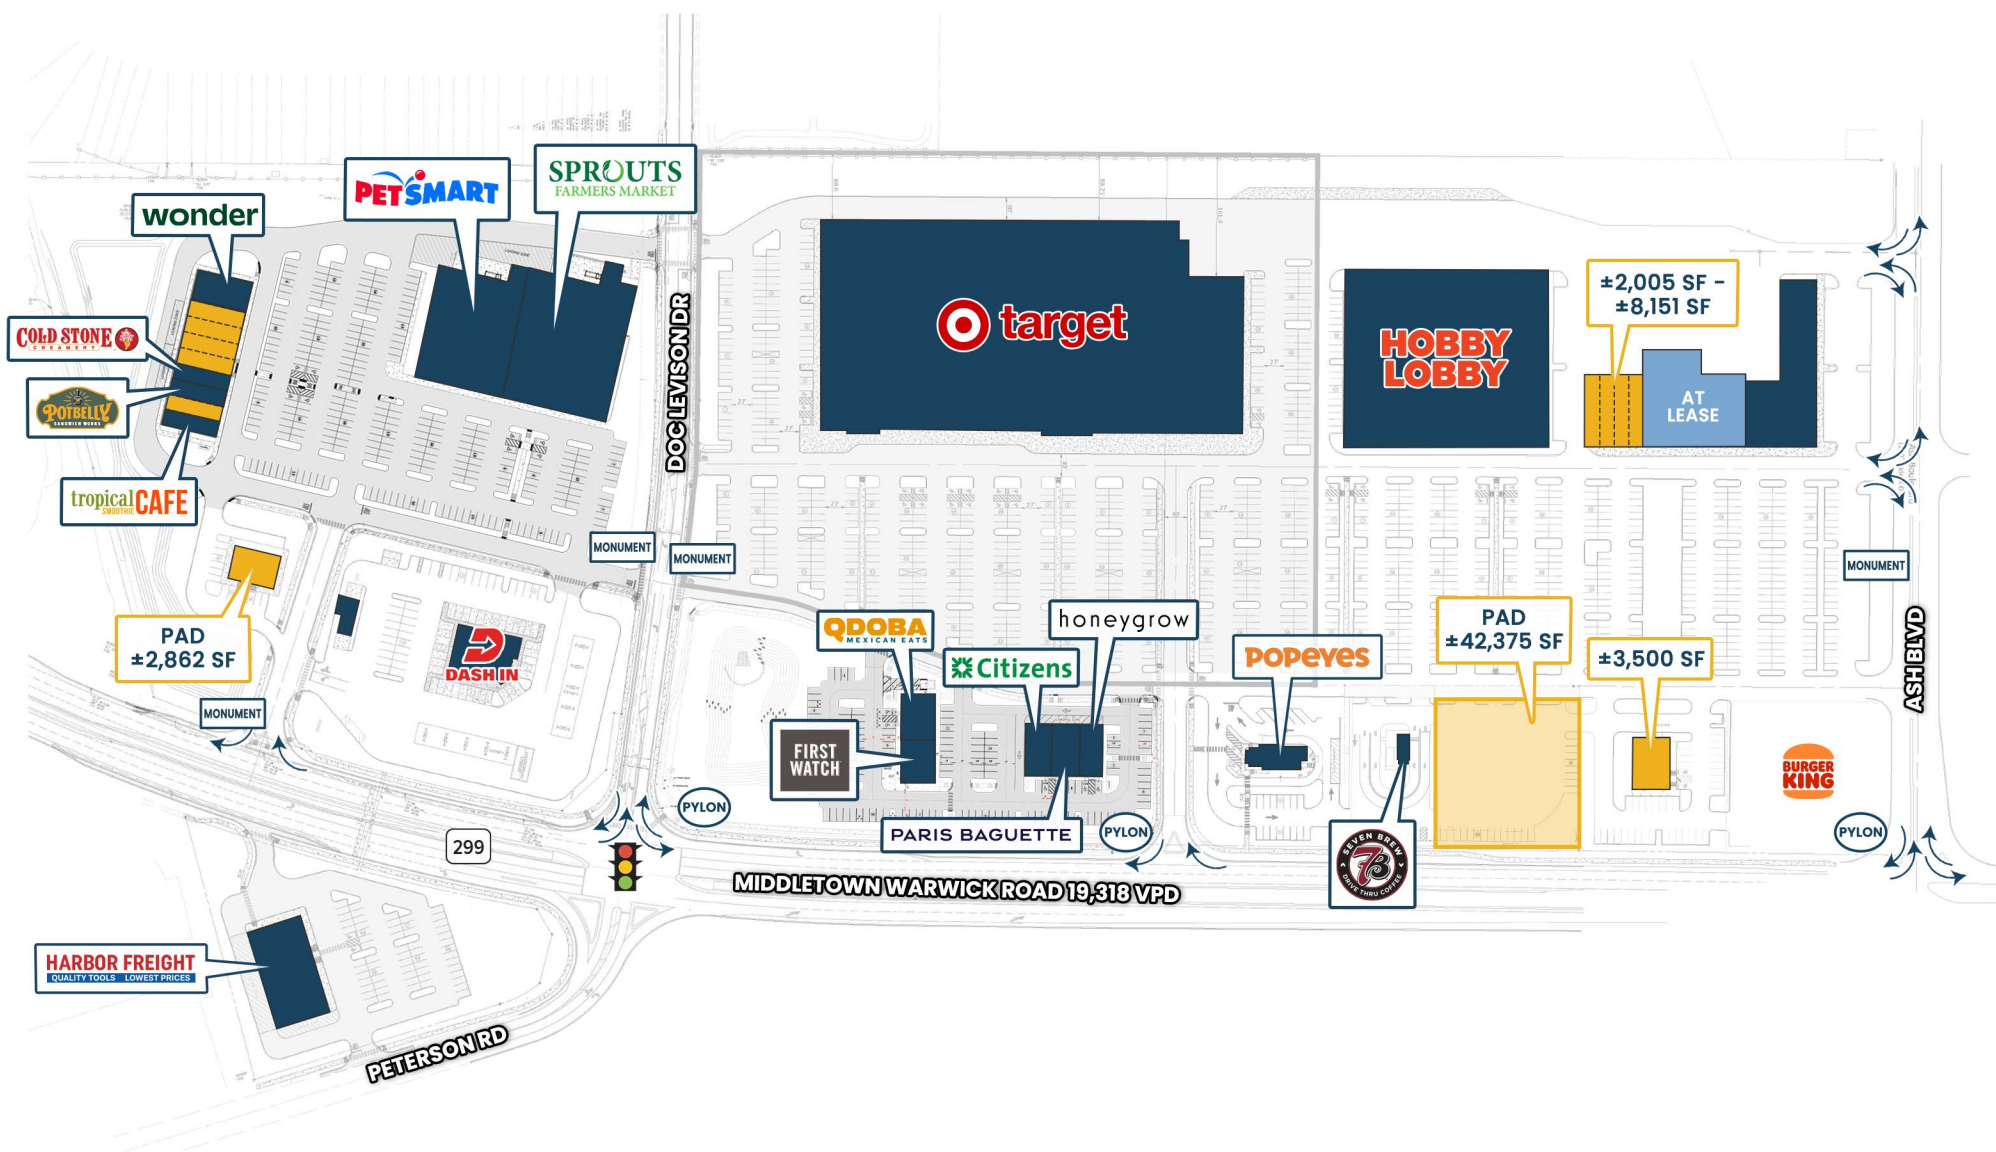 PETSMART
SPROUTS
FARMERS MARKET
wonder
COLD STONE
CREAMERY
POTBELLY
SANDWICH WORKS
tropical
SMOOTHIE
CAFE
DOC LEVISON DR
target
HOBBY
LOBBY
±2,005 SF -
±8,151 SF
AT
LEASE
MONUMENT
MONUMENT
MONUMENT
PAD
±2,862 SF
MONUMENT
DASH IN
QDOBA
MEXICAN EATS
honeygrow
Citizens
POPEYES
PAD
±42,375 SF
±3,500 SF
ASH BLVD
FIRST
WATCH
PARIS BAGUETTE
PYLON
PYLON
PYLON
SEVEN BREW
7B
DRIVE THRU COFFEE
BURGER
KING
299
MIDDLETOWN WARWICK ROAD 19,318 VPD
HARBOR FREIGHT
QUALITY TOOLS LOWEST PRICES
PETERSON RD